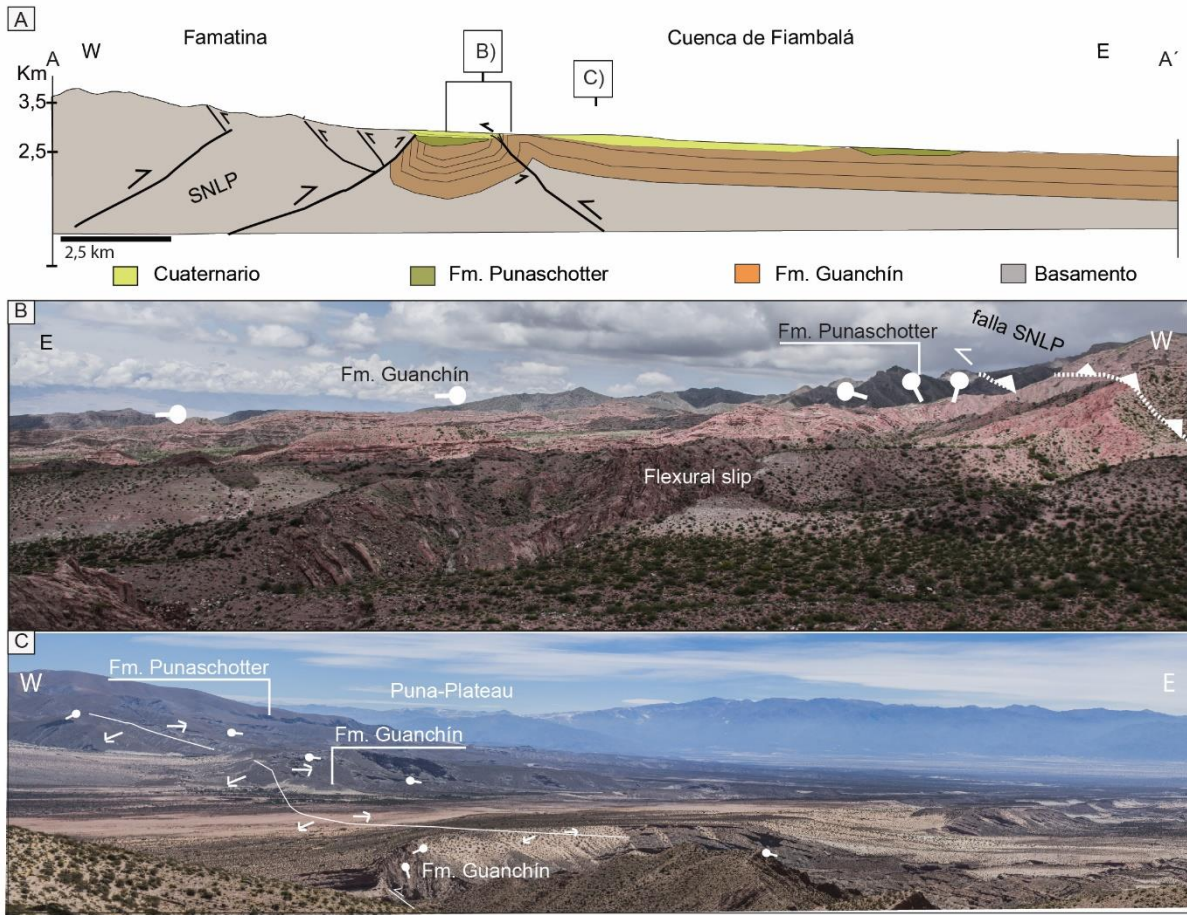 A
Famatina
Cuenca de Fiambalá
A
W
B)
C)
E
A´
Km
3,5
2,5
SNLP
2,5 km
Cuaternario
Fm. Punaschotter
Fm. Guanchín
Basamento
B
E
Fm. Guanchín
Fm. Punaschotter
falla SNLP
W
Flexural slip
C
W
Fm. Punaschotter
Puna-Plateau
E
Fm. Guanchín
Fm. Guanchín